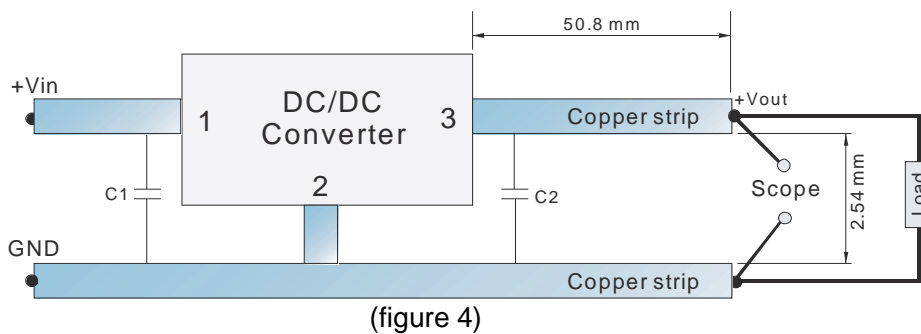 50.8 mm
+Vin
DC/DC
Converter
1
3
2
Copper strip
+Vout
C1
C2
Scope
2.54 mm
Load
GND
Copper strip
(figure 4)